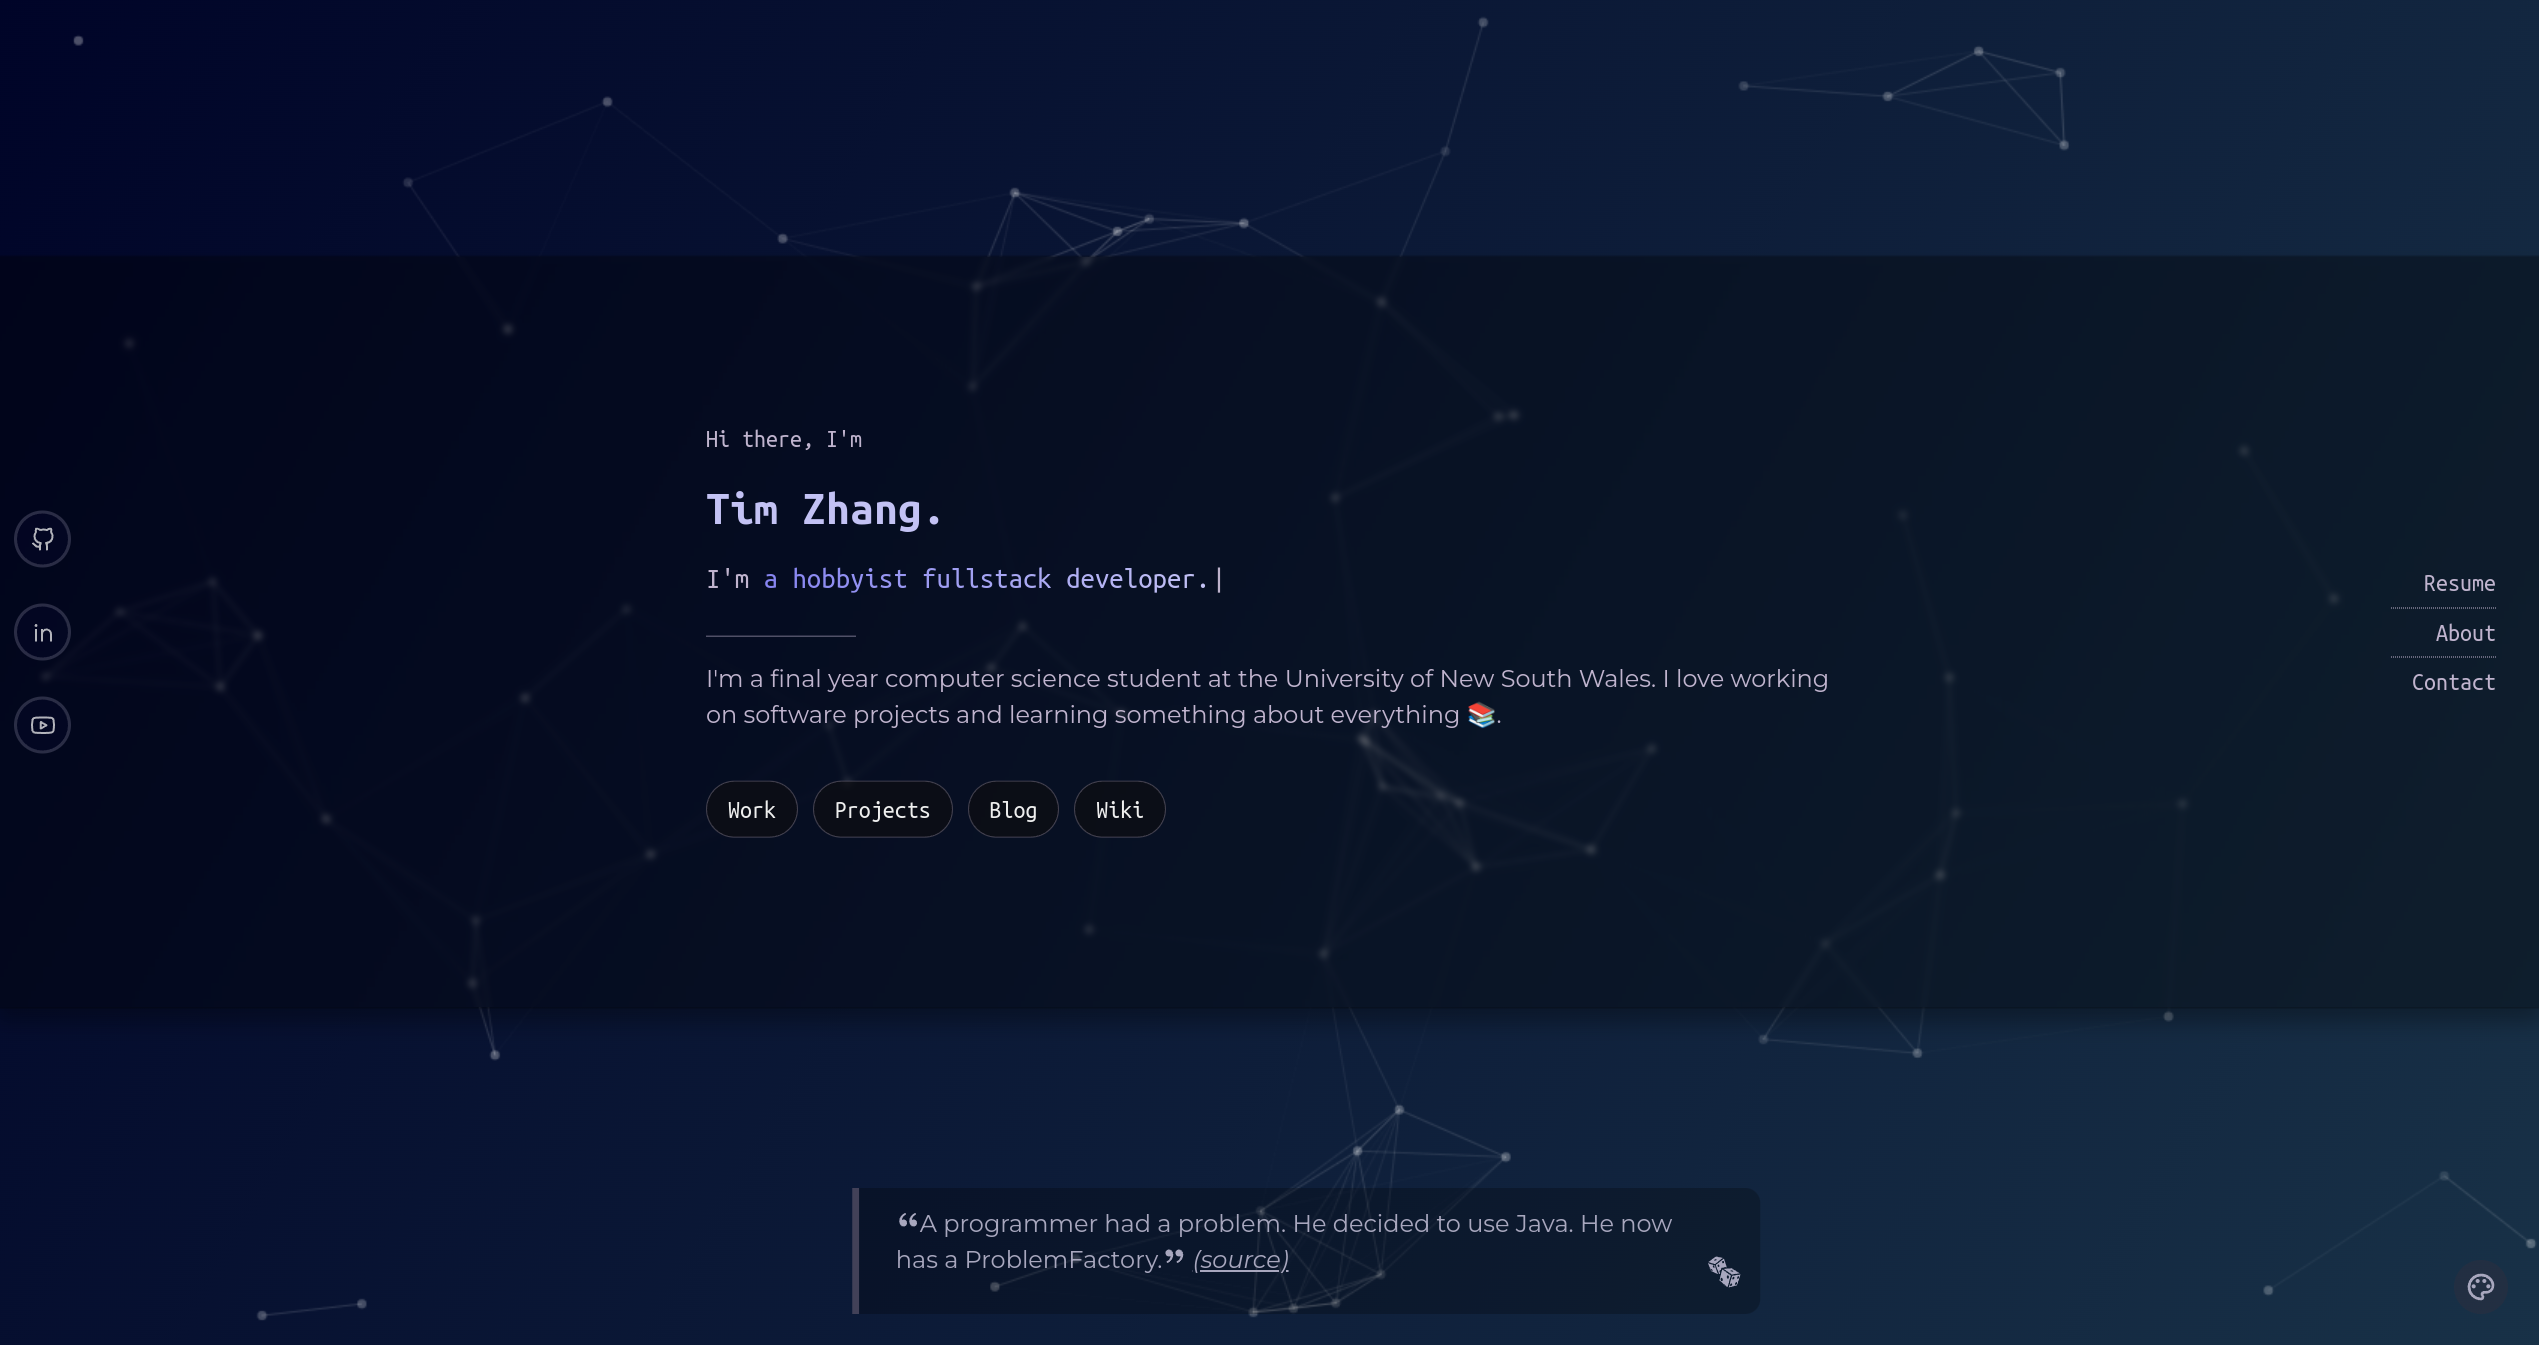 Hi there, I'm
Tim Zhang.
I'm a hobbyist fullstack developer.|
I'm a final year computer science student at the University of New South Wales. I love working
on software projects and learning something about everything 📚.
Work
Projects
Blog
Wiki
in
Resume
About
Contact
“A programmer had a problem. He decided to use Java. He now
has a ProblemFactory.” (source)